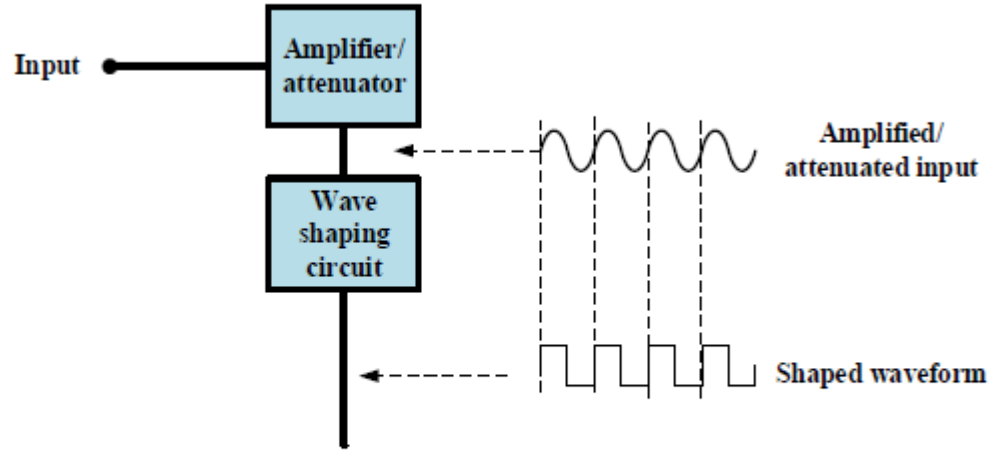 Input
Amplifier/
attenuator
Amplified/
attenuated input
Wave
shaping
circuit
Shaped waveform